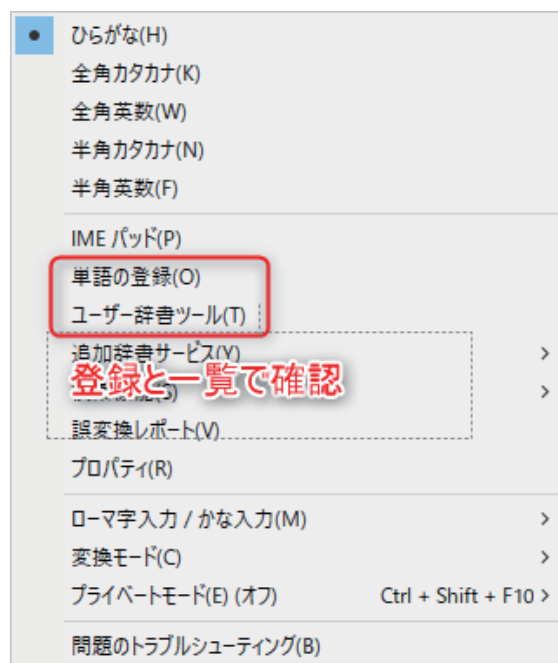 ひらがな(H)
全角カタカナ(K)
全角英数(W)
半角カタカナ(N)
半角英数(F)
IME パッド(P)
単語の登録(O)
ユーザー辞書ツール(T)
追加辞書サービス(Y) >
登録と一覧で確認
(S) >
誤変換レポート(V)
プロパティ(R)
ローマ字入力 / かな入力(M) >
変換モード(C) >
プライベートモード(E) (オフ) Ctrl + Shift + F10 >
問題のトラブルシューティング(B)